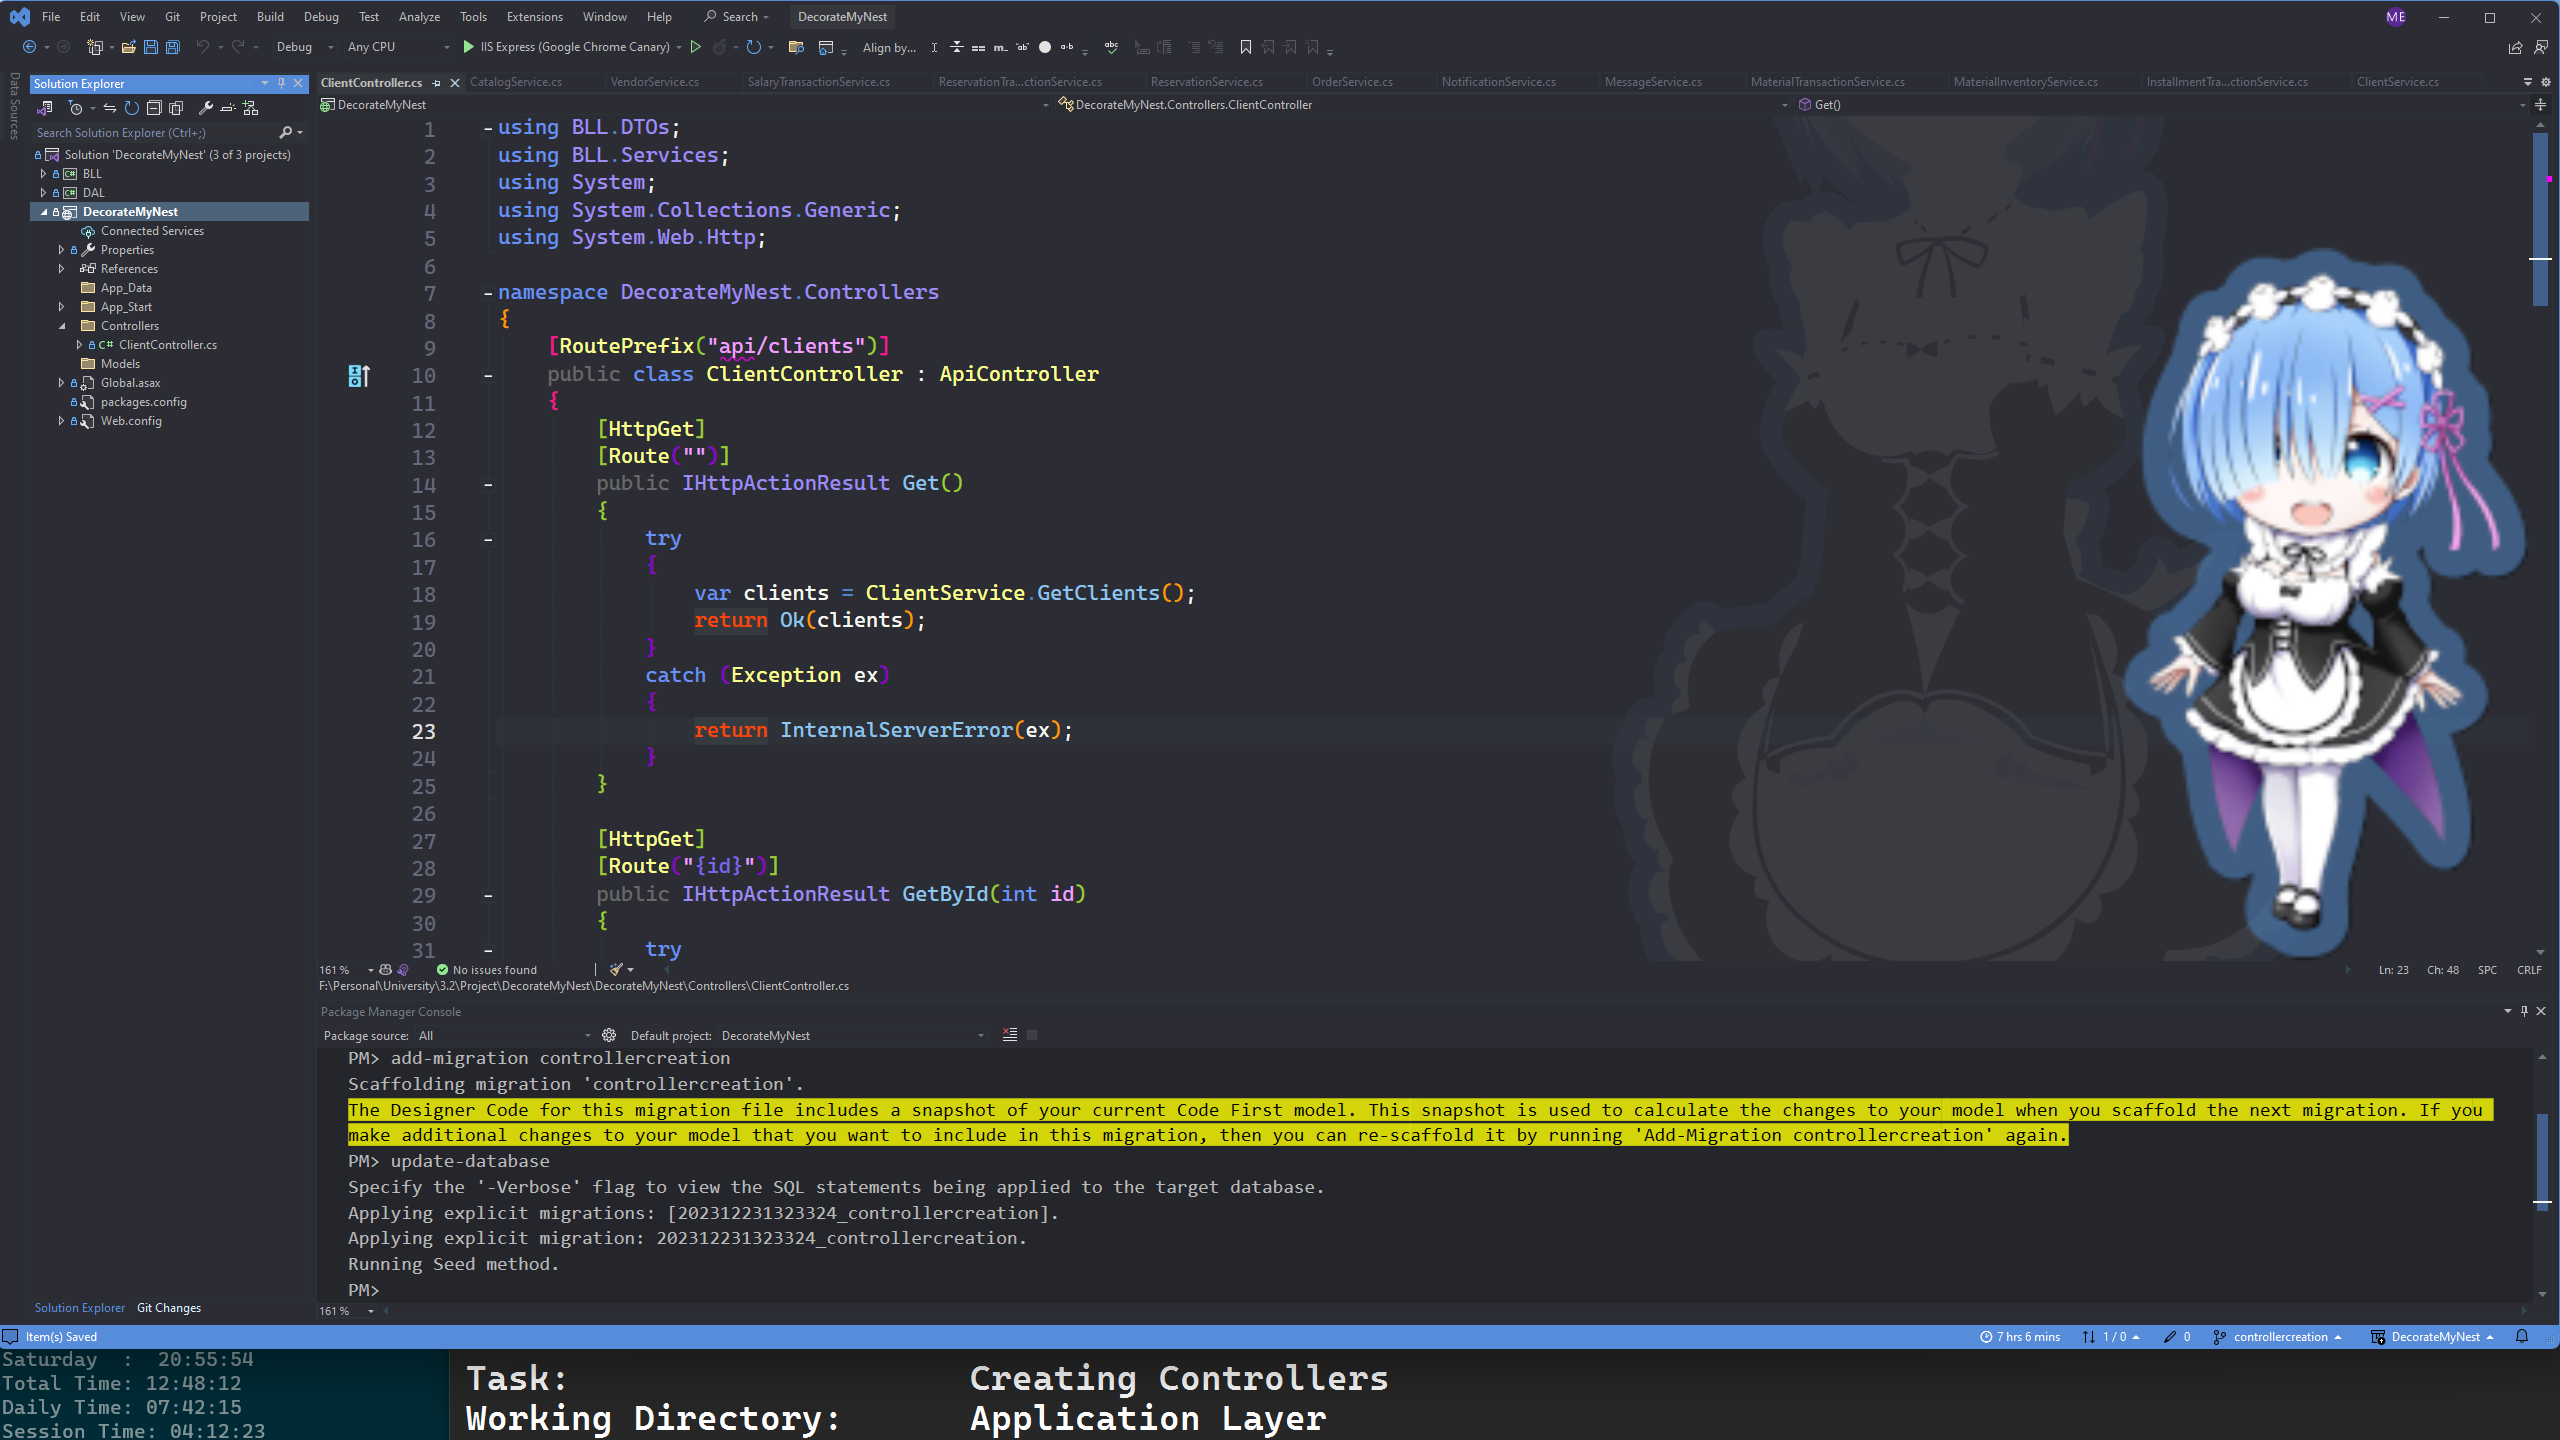 File Edit View Git Project Build Debug Test Analyze Tools Extensions Window Help Search DecorateMyNest ME
Debug Any CPU IIS Express (Google Chrome Canary) Align by...
Data Sources
Solution Explorer
Search Solution Explorer (Ctrl+;)
Solution 'DecorateMyNest' (3 of 3 projects)
BLL
DAL
DecorateMyNest
Connected Services
Properties
References
App_Data
App_Start
Controllers
C# ClientController.cs
Models
Global.asax
packages.config
Web.config
Solution Explorer Git Changes
ClientController.cs CatalogService.cs VendorService.cs SalaryTransactionService.cs ReservationTra...ctionService.cs ReservationService.cs OrderService.cs NotificationService.cs MessageService.cs MaterialTransactionService.cs MaterialInventoryService.cs InstallmentTra...ctionService.cs ClientService.cs
DecorateMyNest DecorateMyNest.Controllers.ClientController Get()
1 using BLL.DTOs;
2 using BLL.Services;
3 using System;
4 using System.Collections.Generic;
5 using System.Web.Http;
6
7 namespace DecorateMyNest.Controllers
8 {
9 [RoutePrefix("api/clients")]
10 public class ClientController : ApiController
11 {
12 [HttpGet]
13 [Route("")]
14 public IHttpActionResult Get()
15 {
16 try
17 {
18 var clients = ClientService.GetClients();
19 return Ok(clients);
20 }
21 catch (Exception ex)
22 {
23 return InternalServerError(ex);
24 }
25 }
26
27 [HttpGet]
28 [Route("{id}")]
29 public IHttpActionResult GetById(int id)
30 {
31 try
161 % No issues found Ln: 23 Ch: 48 SPC CRLF
F:\Personal\University\3.2\Project\DecorateMyNest\DecorateMyNest\Controllers\ClientController.cs
Package Manager Console
Package source: All Default project: DecorateMyNest
PM> add-migration controllercreation
Scaffolding migration 'controllercreation'.
The Designer Code for this migration file includes a snapshot of your current Code First model. This snapshot is used to calculate the changes to your model when you scaffold the next migration. If you
make additional changes to your model that you want to include in this migration, then you can re-scaffold it by running 'Add-Migration controllercreation' again.
PM> update-database
Specify the '-Verbose' flag to view the SQL statements being applied to the target database.
Applying explicit migrations: [202312231323324_controllercreation].
Applying explicit migration: 202312231323324_controllercreation.
Running Seed method.
PM>
161 %
Item(s) Saved 7 hrs 6 mins 1 / 0 0 controllercreation DecorateMyNest
Saturday : 20:55:54
Total Time: 12:48:12
Daily Time: 07:42:15
Session Time: 04:12:23
Task: Creating Controllers
Working Directory: Application Layer